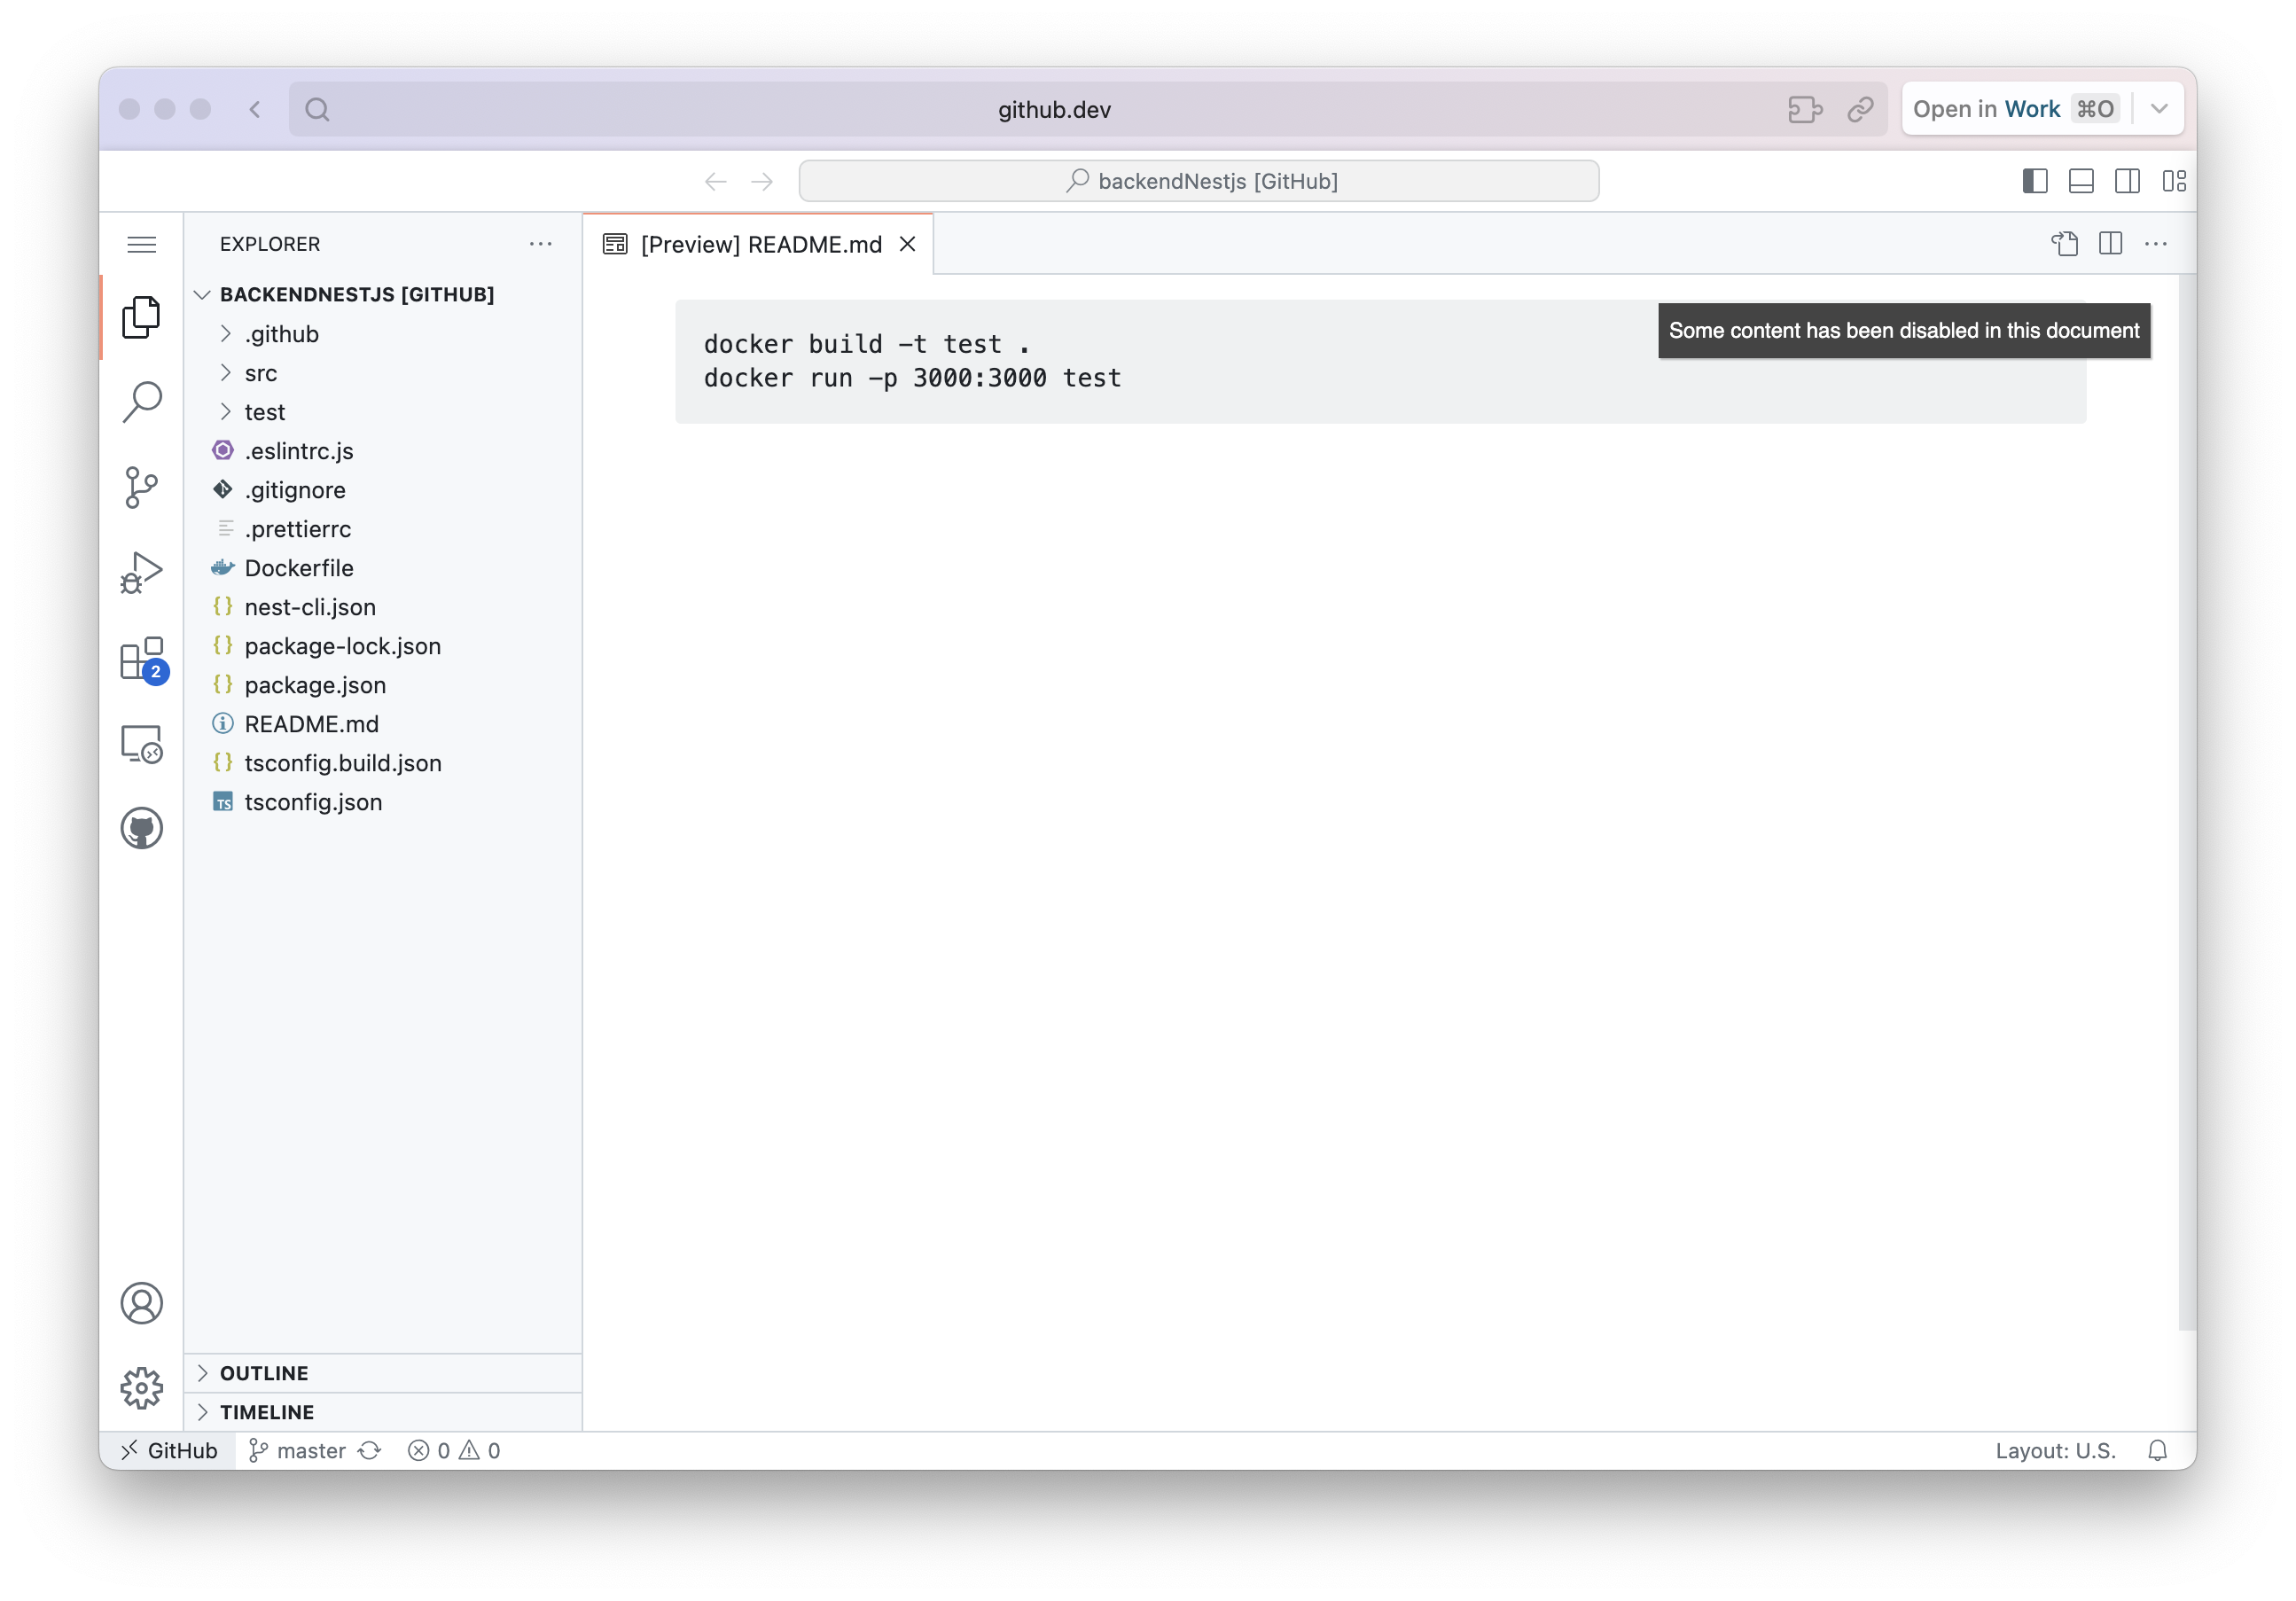 github.dev
Open in Work ⌘O
backendNestjs [GitHub]
EXPLORER
[Preview] README.md
BACKENDNESTJS [GITHUB]
.github
src
test
.eslintrc.js
.gitignore
.prettierrc
Dockerfile
nest-cli.json
package-lock.json
package.json
README.md
tsconfig.build.json
TS tsconfig.json
2
docker build -t test .
docker run -p 3000:3000 test
Some content has been disabled in this document
OUTLINE
TIMELINE
GitHub master 0 0
Layout: U.S.